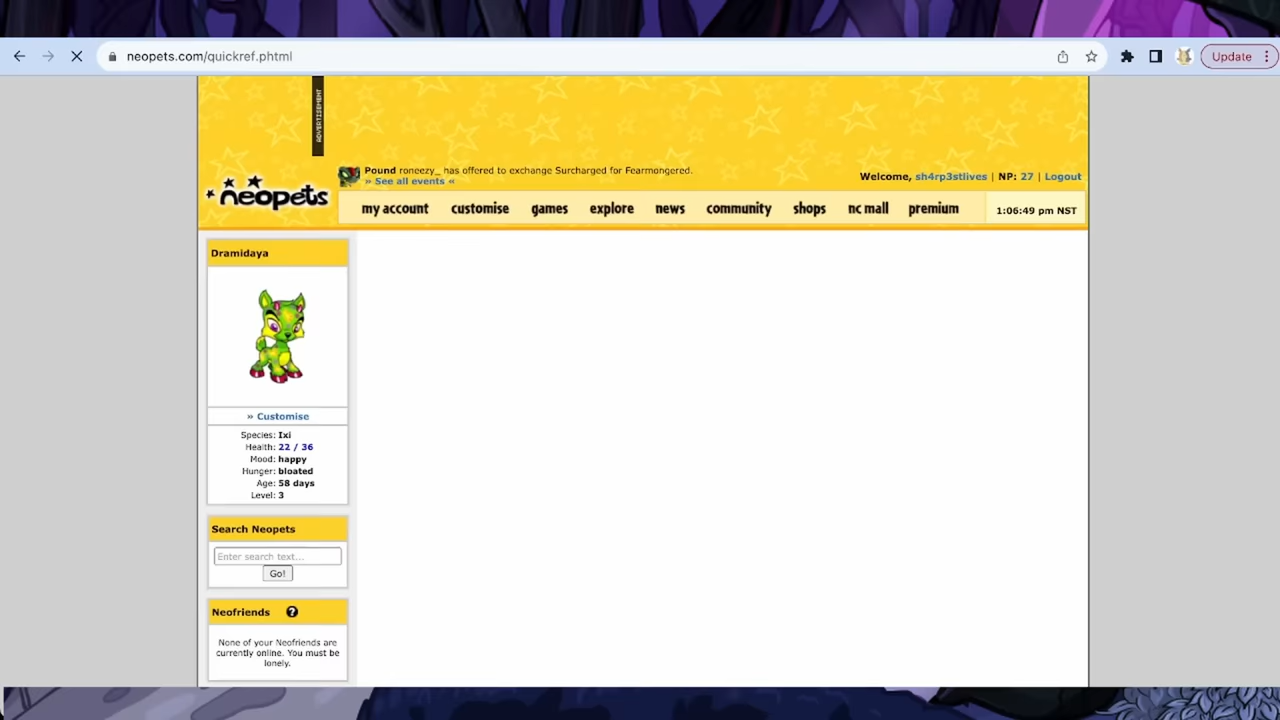 neopets.com/quickref.phtml
Update
ADVERTISEMENT
Pound roneezy_ has offered to exchange Surcharged for Fearmongered.
» See all events «
Welcome, sh4rp3stlives | NP: 27 | Logout
neopets
my account customise games explore news community shops nc mall premium 1:06:49 pm NST
Dramidaya
» Customise
Species: Ixi
Health: 22 / 36
Mood: happy
Hunger: bloated
Age: 58 days
Level: 3
Search Neopets
Enter search text...
Go!
Neofriends ?
None of your Neofriends are
currently online. You must be
lonely.